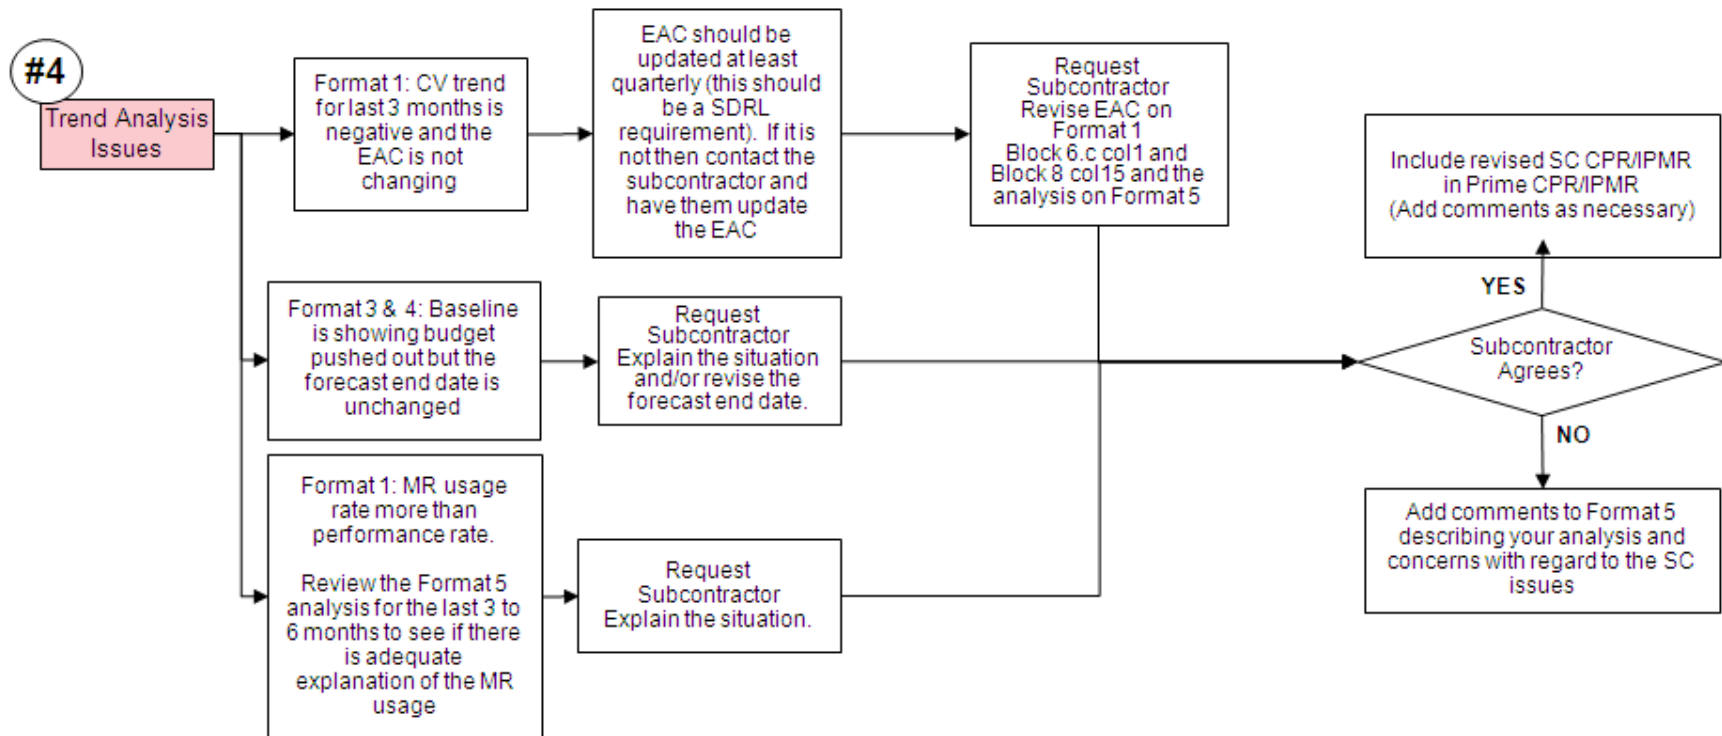 #4
Trend Analysis
Issues
Format 1: CV trend
for last 3 months is
negative and the
EAC is not
changing
EAC should be
updated at least
quarterly (this should
be a SDRL
requirement). If it is
not then contact the
subcontractor and
have them update
the EAC
Request
Subcontractor
Revise EAC on
Format 1
Block 6.c col1 and
Block 8 col15 and the
analysis on Format 5
Include revised SC CPR/IPMR
in Prime CPR/IPMR
(Add comments as necessary)
YES
Format 3 & 4: Baseline
is showing budget
pushed out but the
forecast end date is
unchanged
Request
Subcontractor
Explain the situation
and/or revise the
forecast end date.
Subcontractor
Agrees?
NO
Format 1: MR usage
rate more than
performance rate.
Review the Format 5
analysis for the last 3 to
6 months to see if there
is adequate
explanation of the MR
usage
Request
Subcontractor
Explain the situation.
Add comments to Format 5
describing your analysis and
concerns with regard to the SC
issues